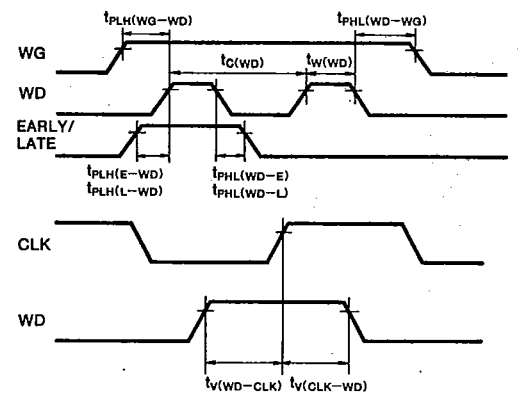 tPLH(WG-WD)
tPHL(WD-WG)
WG
tC(WD)
tW(WD)
WD
EARLY/
LATE
tPLH(E-WD)
tPLH(L-WD)
tPHL(WD-E)
tPHL(WD-L)
CLK
WD
tV(WD-CLK)
tV(CLK-WD)